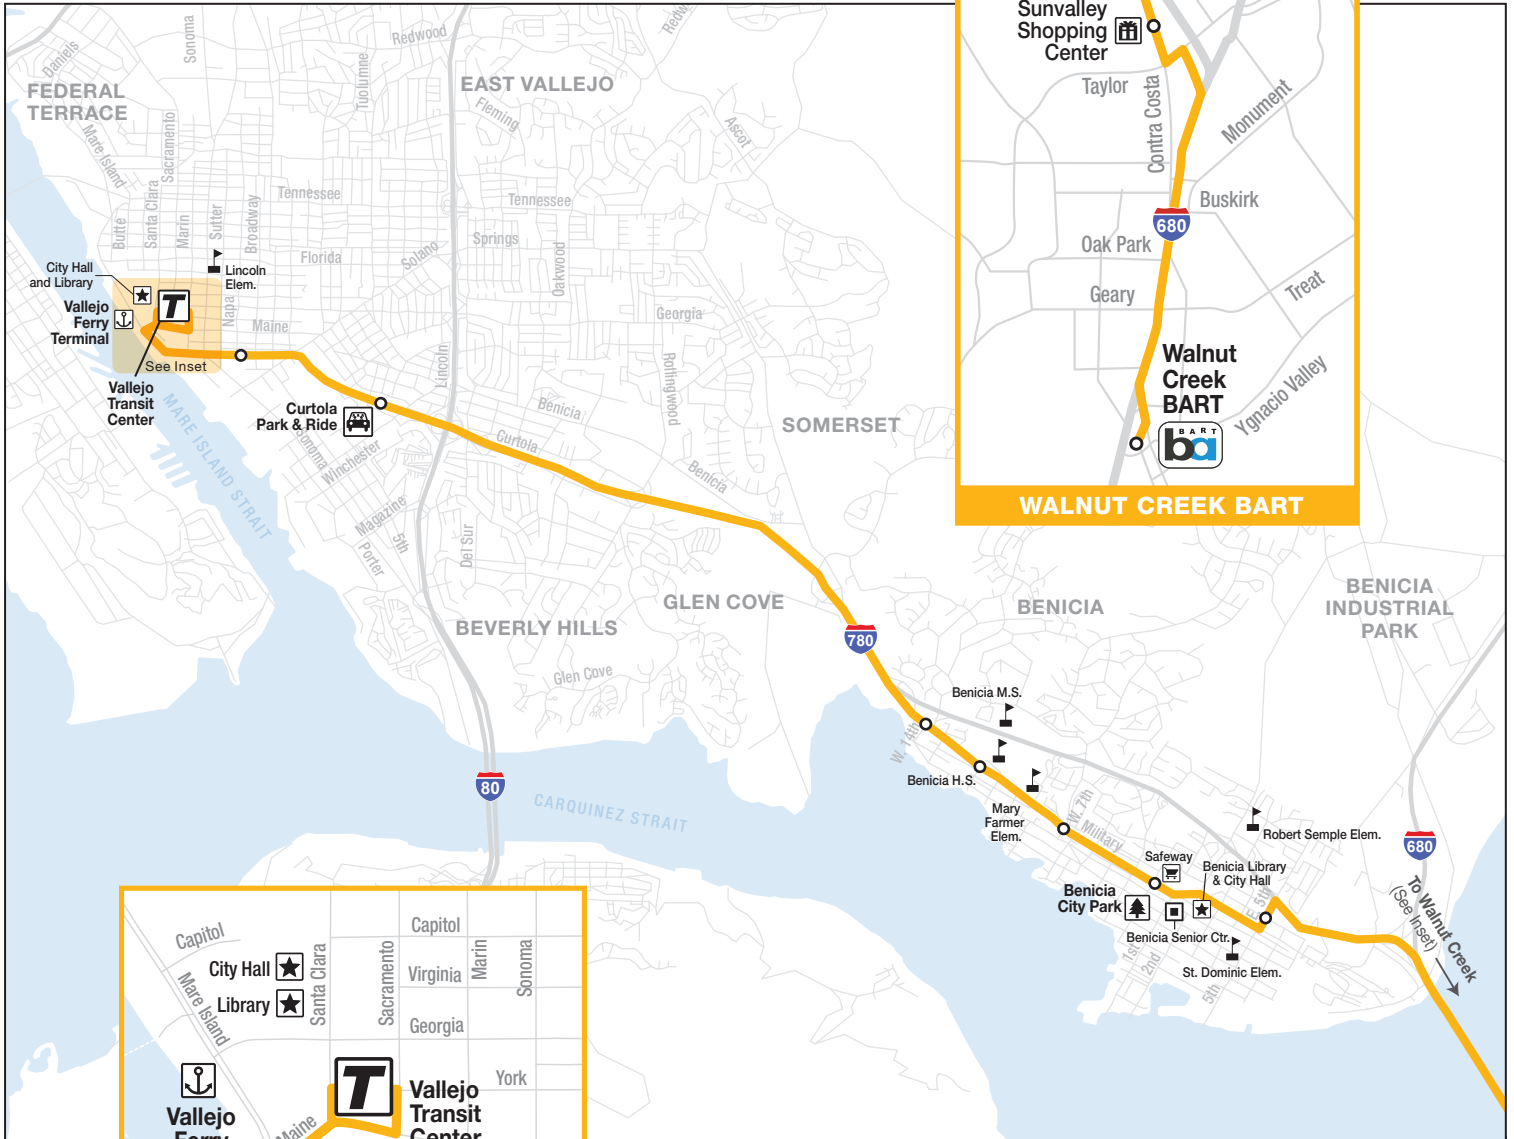 Daniels
Sonoma
Redwood
Redw
FEDERAL
TERRACE
EAST VALLEJO
Tuolumne
Fleming
Ascot
Mare Island
Sacramento
Tennessee
Tennessee
Butte
Santa Clara
Marin
Sutter
Broadway
Springs
Solano
Florida
Oakwood
City Hall
and Library
Lincoln
Elem.
Vallejo
Ferry
Terminal
T
Napa
Maine
Georgia
See Inset
Vallejo
Transit
Center
Lincoln
Rollingwood
MARE ISLAND STRAIT
Curtola
Park & Ride
Benicia
Curtola
SOMERSET
Sonoma
Winchester
Benicia
Magazine
5th
Porter
Del Sur
GLEN COVE
BEVERLY HILLS
Glen Cove
780
BENICIA
BENICIA
INDUSTRIAL
PARK
80
CARQUINEZ STRAIT
Benicia M.S.
W. 14th
Benicia H.S.
Mary
Farmer
Elem.
W. 7th
Military
Safeway
Benicia Library
& City Hall
Robert Semple Elem.
680
Benicia
City Park
E. 5th
Benicia Senior Ctr.
St. Dominic Elem.
1st
2nd
5th
To Walnut Creek
(See Inset)
Sunvalley
Shopping
Center
Taylor
Contra Costa
Monument
Buskirk
680
Oak Park
Geary
Treat
Walnut
Creek
BART
Ygnacio Valley
BART
ba
WALNUT CREEK BART
Capitol
Capitol
City Hall
Library
Mare Island
Santa Clara
Sacramento
Virginia
Marin
Sonoma
Georgia
York
T
Vallejo
Transit
Center
Vallejo
Ferry
Maine